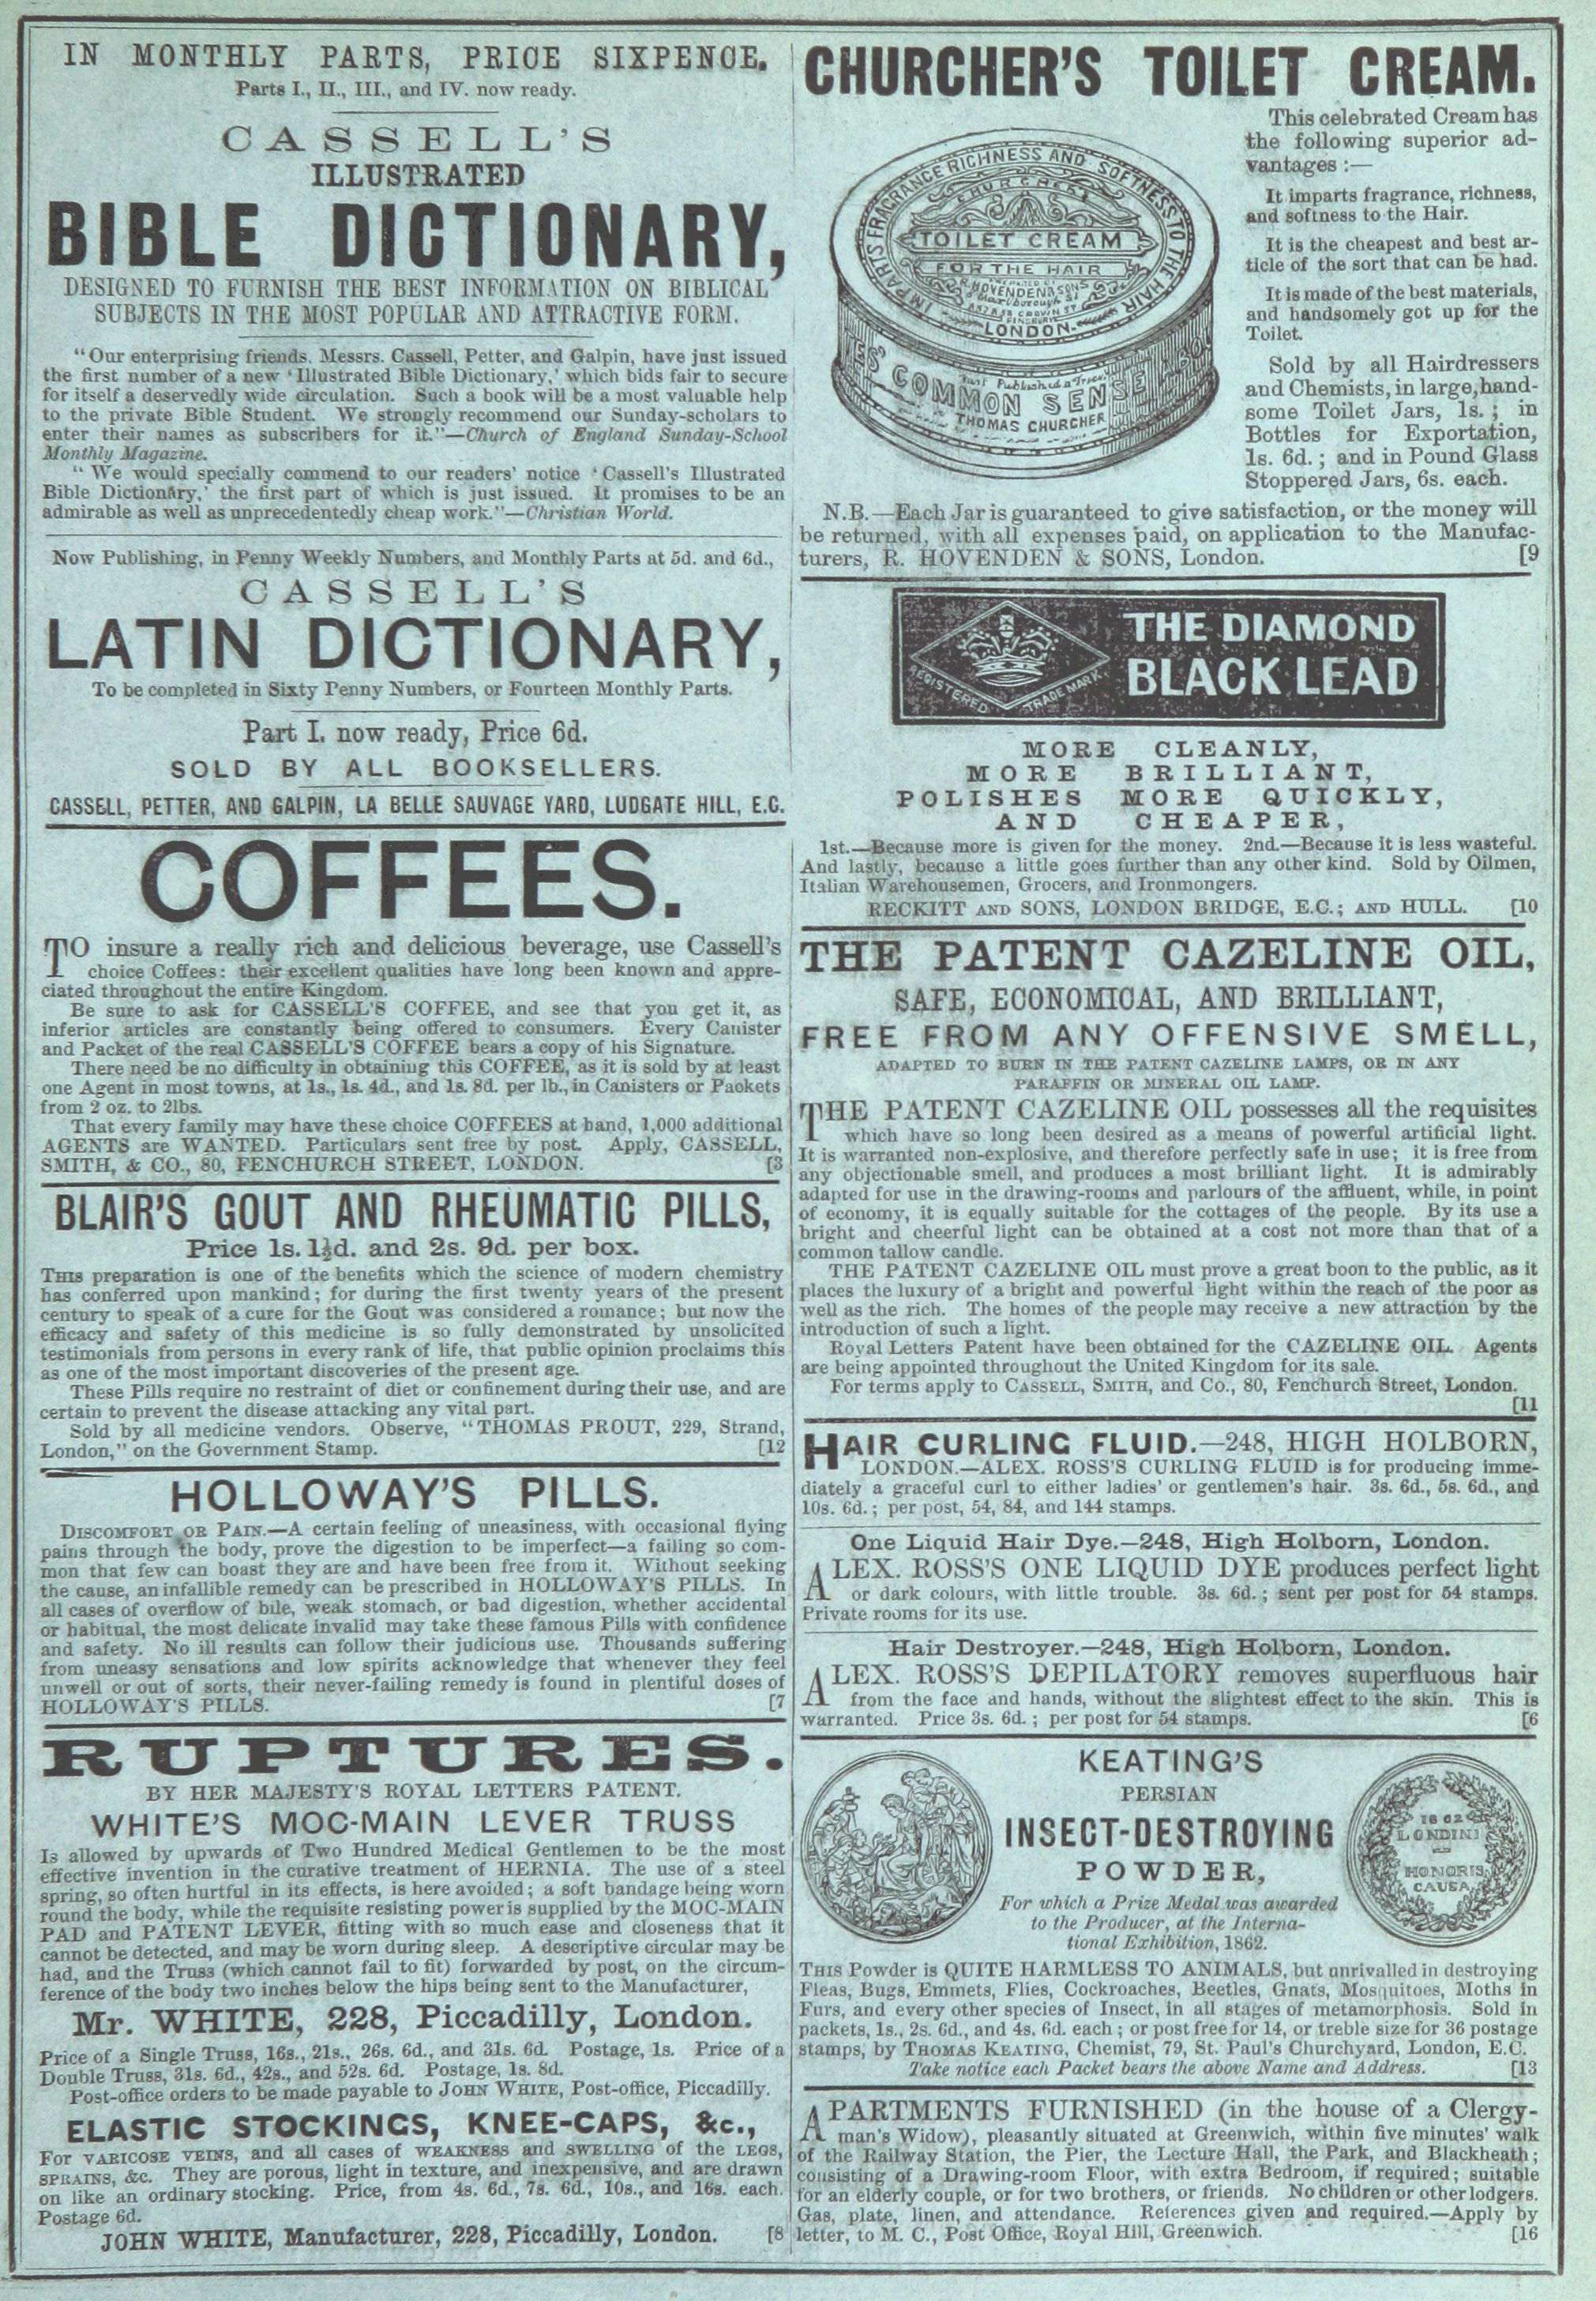 IN MONTHLY PARTS, PRICE SIXPENCE.
Parts I., II., III., and IV. now ready.
CASSELL'S
ILLUSTRATED
BIBLE DICTIONARY,
DESIGNED TO FURNISH THE BEST INFORMATION ON BIBLICAL
SUBJECTS IN THE MOST POPULAR AND ATTRACTIVE FORM.
"Our enterprising friends, Messrs. Cassell, Petter, and Galpin, have just issued
the first number of a new 'Illustrated Bible Dictionary,' which bids fair to secure
for itself a deservedly wide circulation. Such a book will be a most valuable help
to the private Bible Student. We strongly recommend our Sunday-scholars to
enter their names as subscribers for it."—Church of England Sunday-School
Monthly Magazine.
"We would specially commend to our readers' notice 'Cassell's Illustrated
Bible Dictionary,' the first part of which is just issued. It promises to be an
admirable as well as unprecedentedly cheap work."—Christian World.
Now Publishing, in Penny Weekly Numbers, and Monthly Parts at 5d. and 6d.,
CASSELL'S
LATIN DICTIONARY,
To be completed in Sixty Penny Numbers, or Fourteen Monthly Parts.
Part I. now ready, Price 6d.
SOLD BY ALL BOOKSELLERS.
CASSELL, PETTER, AND GALPIN, LA BELLE SAUVAGE YARD, LUDGATE HILL, E.C.
COFFEES.
TO insure a really rich and delicious beverage, use Cassell's
choice Coffees: their excellent qualities have long been known and appre-
ciated throughout the entire Kingdom.
Be sure to ask for CASSELL'S COFFEE, and see that you get it, as
inferior articles are constantly being offered to consumers. Every Canister
and Packet of the real CASSELL'S COFFEE bears a copy of his Signature.
There need be no difficulty in obtaining this COFFEE, as it is sold by at least
one Agent in most towns, at 1s., 1s. 4d., and 1s. 8d. per lb., in Canisters or Packets
from 2 oz. to 2lbs.
That every family may have these choice COFFEES at hand, 1,000 additional
AGENTS are WANTED. Particulars sent free by post. Apply, CASSELL,
SMITH, & CO., 80, FENCHURCH STREET, LONDON. [3
BLAIR'S GOUT AND RHEUMATIC PILLS,
Price 1s. 1½d. and 2s. 9d. per box.
THIS preparation is one of the benefits which the science of modern chemistry
has conferred upon mankind; for during the first twenty years of the present
century to speak of a cure for the Gout was considered a romance; but now the
efficacy and safety of this medicine is so fully demonstrated by unsolicited
testimonials from persons in every rank of life, that public opinion proclaims this
as one of the most important discoveries of the present age.
These Pills require no restraint of diet or confinement during their use, and are
certain to prevent the disease attacking any vital part.
Sold by all medicine vendors. Observe, "THOMAS PROUT, 229, Strand,
London," on the Government Stamp. [12
HOLLOWAY'S PILLS.
DISCOMFORT OR PAIN.—A certain feeling of uneasiness, with occasional flying
pains through the body, prove the digestion to be imperfect—a failing so com-
mon that few can boast they are and have been free from it. Without seeking
the cause, an infallible remedy can be prescribed in HOLLOWAY'S PILLS. In
all cases of overflow of bile, weak stomach, or bad digestion, whether accidental
or habitual, the most delicate invalid may take these famous Pills with confidence
and safety. No ill results can follow their judicious use. Thousands suffering
from uneasy sensations and low spirits acknowledge that whenever they feel
unwell or out of sorts, their never-failing remedy is found in plentiful doses of
HOLLOWAY'S PILLS. [7
RUPTURES.
BY HER MAJESTY'S ROYAL LETTERS PATENT.
WHITE'S MOC-MAIN LEVER TRUSS
Is allowed by upwards of Two Hundred Medical Gentlemen to be the most
effective invention in the curative treatment of HERNIA. The use of a steel
spring, so often hurtful in its effects, is here avoided; a soft bandage being worn
round the body, while the requisite resisting power is supplied by the MOC-MAIN
PAD and PATENT LEVER, fitting with so much ease and closeness that it
cannot be detected, and may be worn during sleep. A descriptive circular may be
had, and the Truss (which cannot fail to fit) forwarded by post, on the circum-
ference of the body two inches below the hips being sent to the Manufacturer,
Mr. WHITE, 228, Piccadilly, London.
Price of a Single Truss, 16s., 21s., 26s. 6d., and 31s. 6d. Postage, 1s. Price of a
Double Truss, 31s. 6d., 42s., and 52s. 6d. Postage, 1s. 8d.
Post-office orders to be made payable to JOHN WHITE, Post-office, Piccadilly.
ELASTIC STOCKINGS, KNEE-CAPS, &c.,
For VARICOSE VEINS, and all cases of WEAKNESS and SWELLING of the LEGS,
SPRAINS, &c. They are porous, light in texture, and inexpensive, and are drawn
on like an ordinary stocking. Price, from 4s. 6d., 7s. 6d., 10s., and 16s. each.
Postage 6d.
JOHN WHITE, Manufacturer, 228, Piccadilly, London. [8
CHURCHER'S TOILET CREAM.
IMPARTS FRAGRANCE RICHNESS AND SOFTNESS TO THE HAIR
CHURCHER'S
TOILET CREAM
FOR THE HAIR
R. HOVENDEN & SONS
Marlborough St
CROWN ST
FINSBURY
LONDON
COMMON SENSE
Just Published a Treat
THOMAS CHURCHER
This celebrated Cream has
the following superior ad-
vantages:—
It imparts fragrance, richness,
and softness to the Hair.
It is the cheapest and best ar-
ticle of the sort that can be had.
It is made of the best materials,
and handsomely got up for the
Toilet.
Sold by all Hairdressers
and Chemists, in large, hand-
some Toilet Jars, 1s.; in
Bottles for Exportation,
1s. 6d.; and in Pound Glass
Stoppered Jars, 6s. each.
N.B.—Each Jar is guaranteed to give satisfaction, or the money will
be returned, with all expenses paid, on application to the Manufac-
turers, R. HOVENDEN & SONS, London. [9
REGISTERED TRADE MARK
THE DIAMOND
BLACK LEAD
MORE CLEANLY,
MORE BRILLIANT,
POLISHES MORE QUICKLY,
AND CHEAPER,
1st.—Because more is given for the money. 2nd.—Because it is less wasteful.
And lastly, because a little goes further than any other kind. Sold by Oilmen,
Italian Warehousemen, Grocers, and Ironmongers.
RECKITT AND SONS, LONDON BRIDGE, E.C.; AND HULL. [10
THE PATENT CAZELINE OIL,
SAFE, ECONOMICAL, AND BRILLIANT,
FREE FROM ANY OFFENSIVE SMELL,
ADAPTED TO BURN IN THE PATENT CAZELINE LAMPS, OR IN ANY
PARAFFIN OR MINERAL OIL LAMP.
THE PATENT CAZELINE OIL possesses all the requisites
which have so long been desired as a means of powerful artificial light.
It is warranted non-explosive, and therefore perfectly safe in use; it is free from
any objectionable smell, and produces a most brilliant light. It is admirably
adapted for use in the drawing-rooms and parlours of the affluent, while, in point
of economy, it is equally suitable for the cottages of the people. By its use a
bright and cheerful light can be obtained at a cost not more than that of a
common tallow candle.
THE PATENT CAZELINE OIL must prove a great boon to the public, as it
places the luxury of a bright and powerful light within the reach of the poor as
well as the rich. The homes of the people may receive a new attraction by the
introduction of such a light.
Royal Letters Patent have been obtained for the CAZELINE OIL. Agents
are being appointed throughout the United Kingdom for its sale.
For terms apply to CASSELL, SMITH, and Co., 80, Fenchurch Street, London.
[11
HAIR CURLING FLUID.—248, HIGH HOLBORN,
LONDON.—ALEX. ROSS'S CURLING FLUID is for producing imme-
diately a graceful curl to either ladies' or gentlemen's hair. 3s. 6d., 5s. 6d., and
10s. 6d.; per post, 54, 84, and 144 stamps.
One Liquid Hair Dye.—248, High Holborn, London.
ALEX. ROSS'S ONE LIQUID DYE produces perfect light
or dark colours, with little trouble. 3s. 6d.; sent per post for 54 stamps.
Private rooms for its use.
Hair Destroyer.—248, High Holborn, London.
ALEX. ROSS'S DEPILATORY removes superfluous hair
from the face and hands, without the slightest effect to the skin. This is
warranted. Price 3s. 6d.; per post for 54 stamps. [6
KEATING'S
PERSIAN
INSECT-DESTROYING
POWDER,
For which a Prize Medal was awarded
to the Producer, at the Interna-
tional Exhibition, 1862.
1862
LONDINI
HONORIS
CAUSA
THIS Powder is QUITE HARMLESS TO ANIMALS, but unrivalled in destroying
Fleas, Bugs, Emmets, Flies, Cockroaches, Beetles, Gnats, Mosquitoes, Moths in
Furs, and every other species of Insect, in all stages of metamorphosis. Sold in
packets, 1s., 2s. 6d., and 4s. 6d. each; or post free for 14, or treble size for 36 postage
stamps, by THOMAS KEATING, Chemist, 79, St. Paul's Churchyard, London, E.C.
Take notice each Packet bears the above Name and Address. [13
APARTMENTS FURNISHED (in the house of a Clergy-
man's Widow), pleasantly situated at Greenwich, within five minutes' walk
of the Railway Station, the Pier, the Lecture Hall, the Park, and Blackheath;
consisting of a Drawing-room Floor, with extra Bedroom, if required; suitable
for an elderly couple, or for two brothers, or friends. No children or other lodgers.
Gas, plate, linen, and attendance. References given and required.—Apply by
letter, to M. C., Post Office, Royal Hill, Greenwich. [16